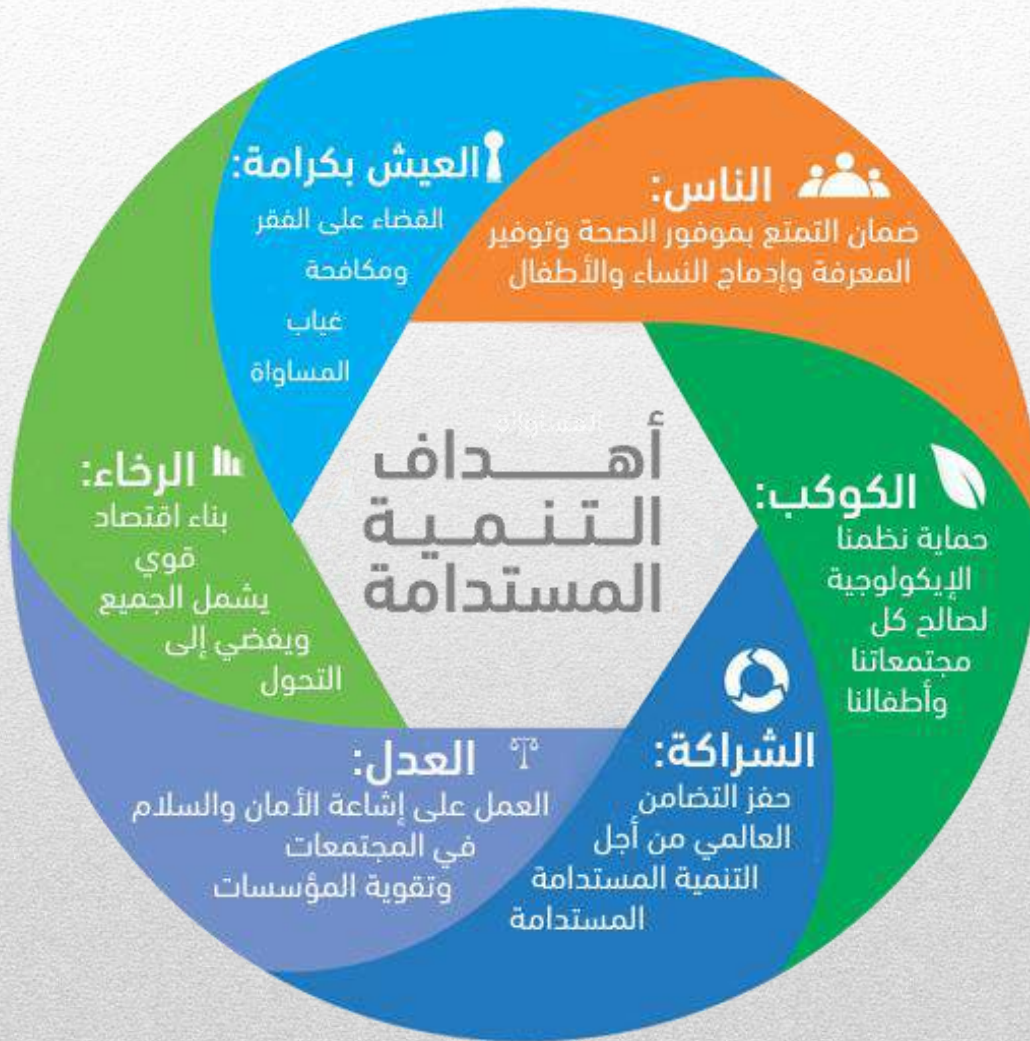 العيش بكرامة:
القضاء على الفقر
ومكافحة
غياب
المساواة
الناس:
ضمان التمتع بموفور الصحة وتوفير
المعرفة وإدماج النساء والأطفال
الكوكب:
حماية نظمنا
الإيكولوجية
لصالح كل
مجتمعاتنا
وأطفالنا
الشراكة:
حفز التضامن
العالمي من أجل
التنمية المستدامة
المستدامة
العدل:
العمل على إشاعة الأمان والسلام
في المجتمعات
وتقوية المؤسسات
الرخاء:
بناء اقتصاد
قوي
يشمل الجميع
ويفضي إلى
التحول
أهداف
التنمية
المستدامة